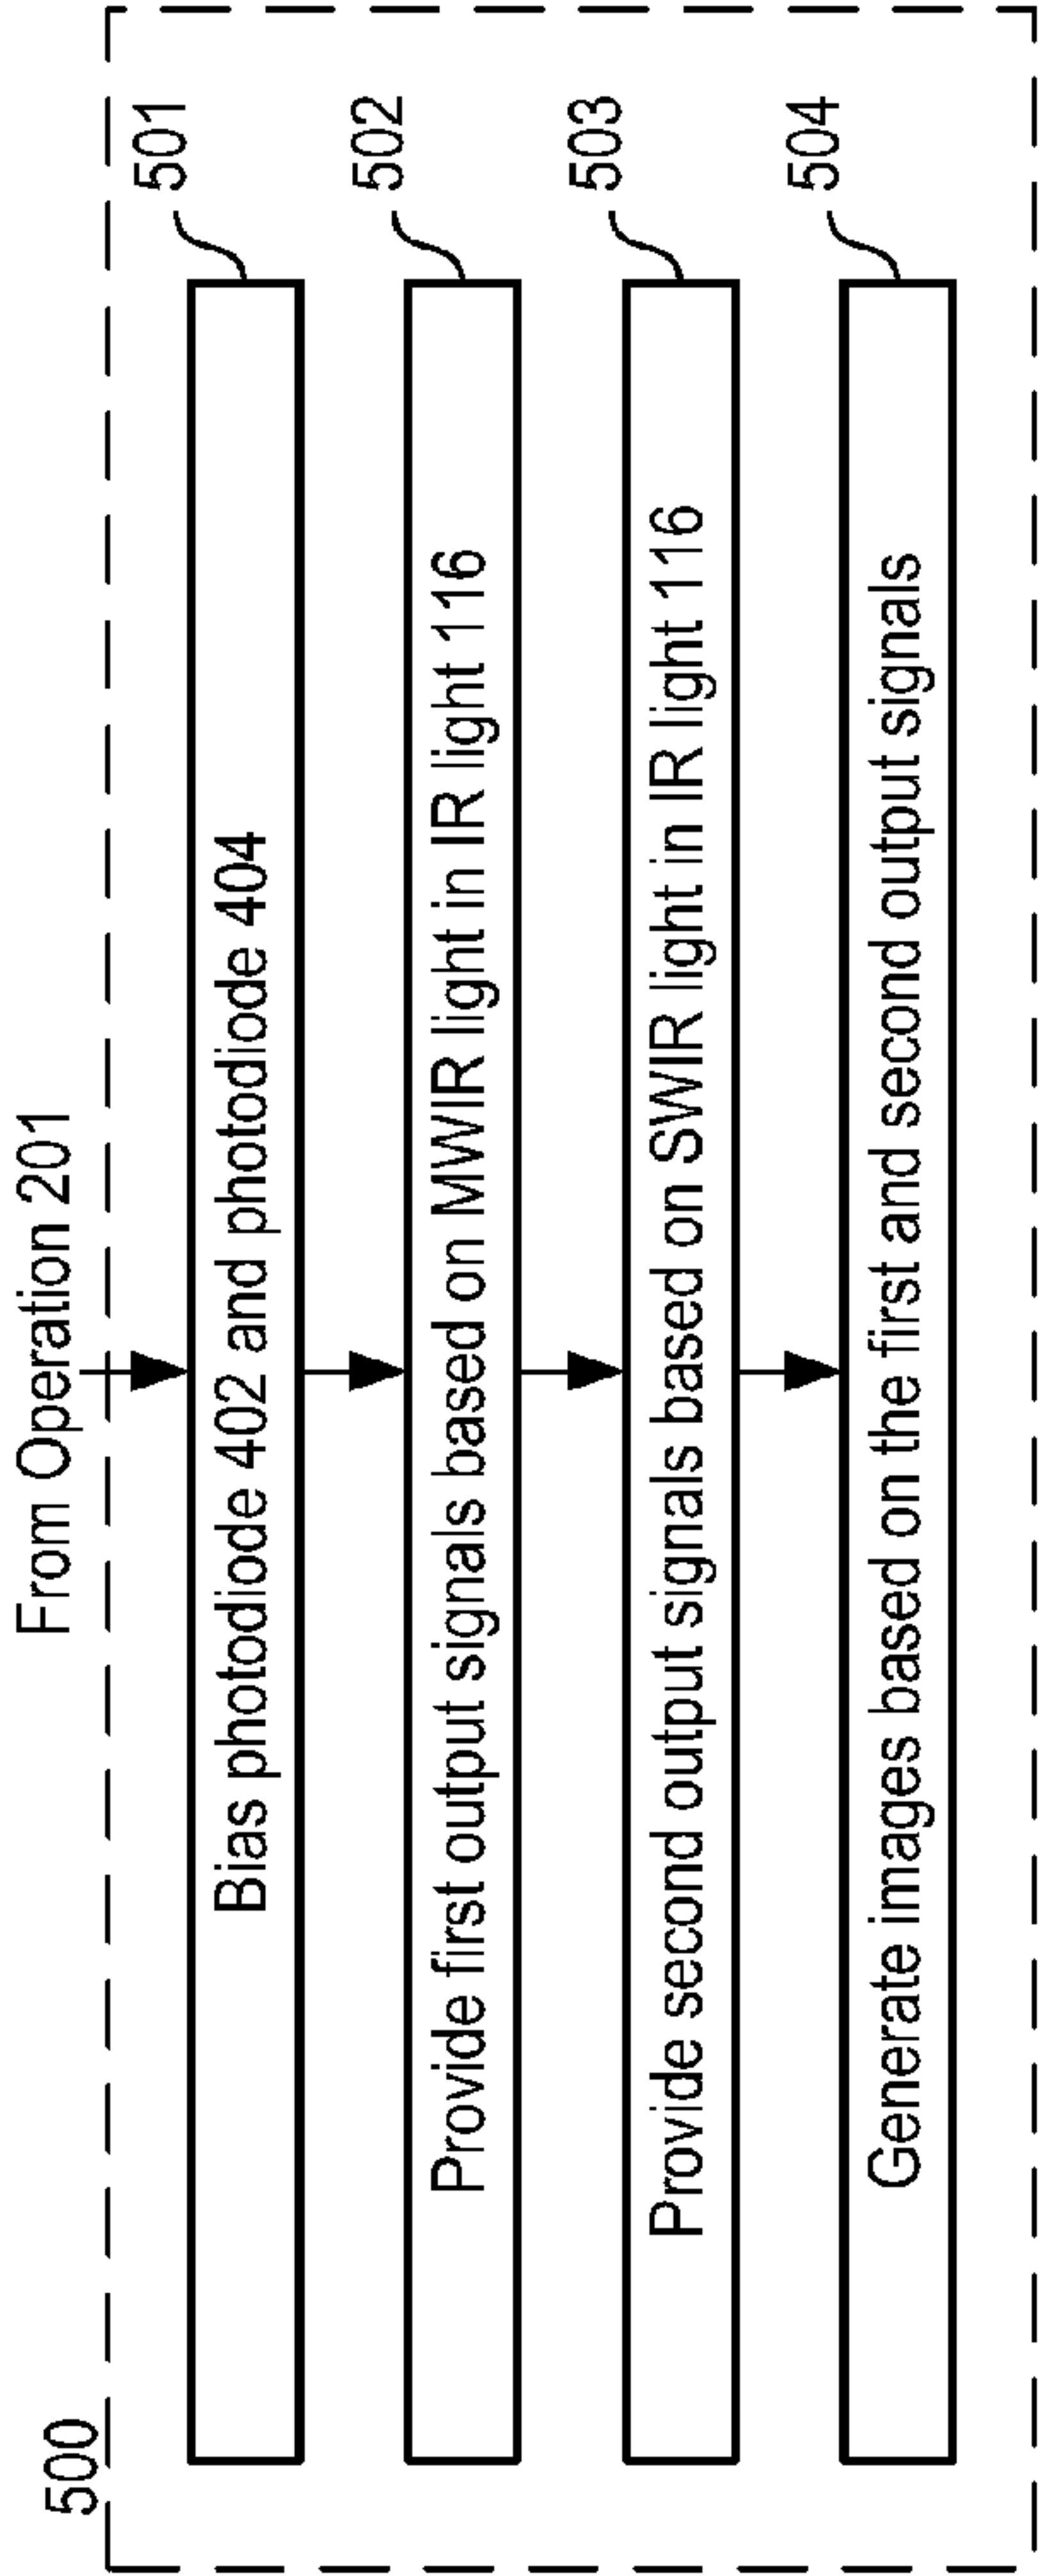 500
From Operation 201
Bias photodiode 402 and photodiode 404
501
Provide first output signals based on MWIR light in IR light 116
502
Provide second output signals based on SWIR light in IR light 116
503
Generate images based on the first and second output signals
504